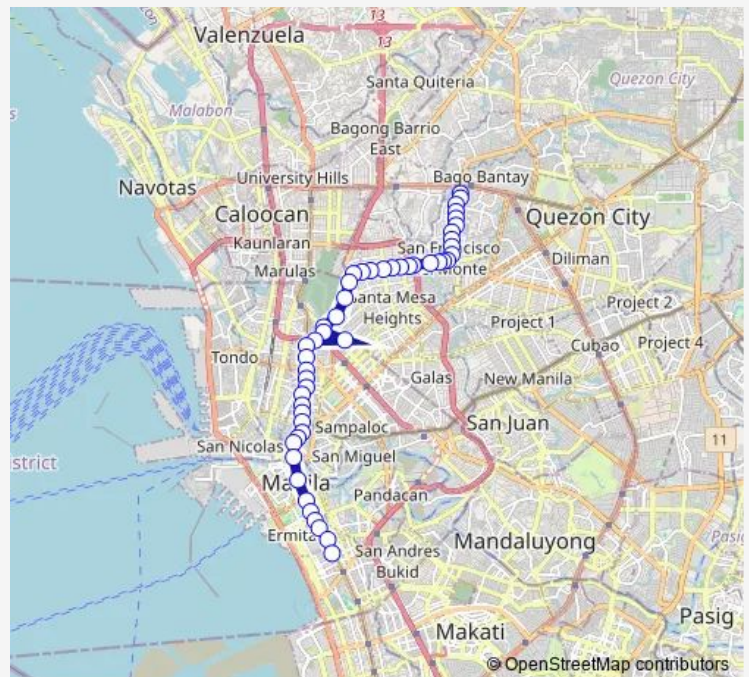 13
Valenzuela
13
Santa Quiteria
Quezon City
Malabon
Bagong Barrio
East
University Hills
Bago Bantay
Navotas
Caloocan
Quezon City
Kaunlaran
San Francisco
Diliman
Marulas
Monte
Santa Mesa
Heights
Project 2
Project 1
Cubao
Project 4
Tondo
Galas
New Manila
Sampaloc
San Juan
11
San Nicolas
San Miguel
strict
Manila
Pandacan
Ermita
San Andres
Bukid
Mandaluyong
Pasig
Makati
© OpenStreetMap contributors